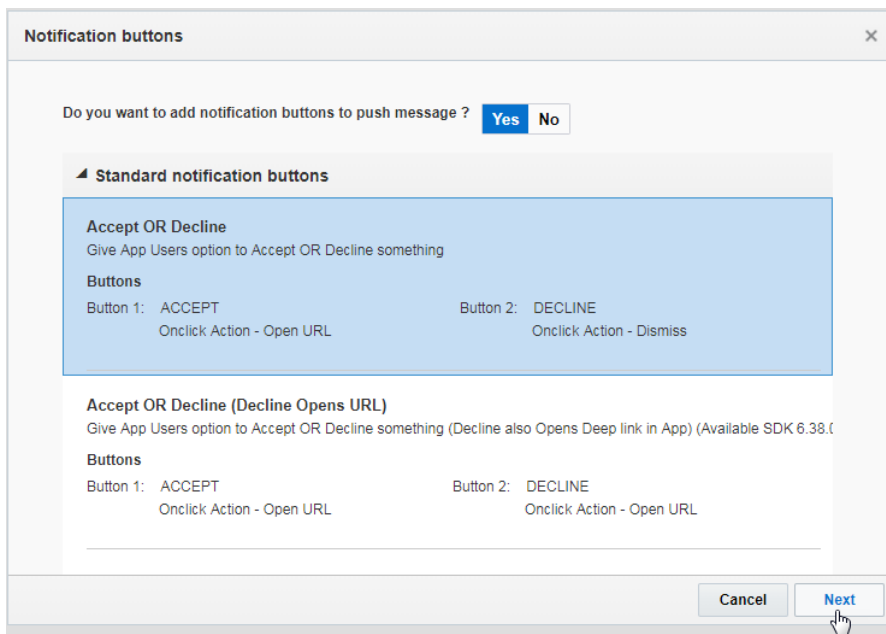 Notification buttons
Do you want to add notification buttons to push message ? Yes No
Standard notification buttons
Accept OR Decline
Give App Users option to Accept OR Decline something
Buttons
Button 1: ACCEPT Button 2: DECLINE
Onclick Action - Open URL Onclick Action - Dismiss
Accept OR Decline (Decline Opens URL)
Give App Users option to Accept OR Decline something (Decline also Opens Deep link in App) (Available SDK 6.38.
Buttons
Button 1: ACCEPT Button 2: DECLINE
Onclick Action - Open URL Onclick Action - Open URL
Cancel Next